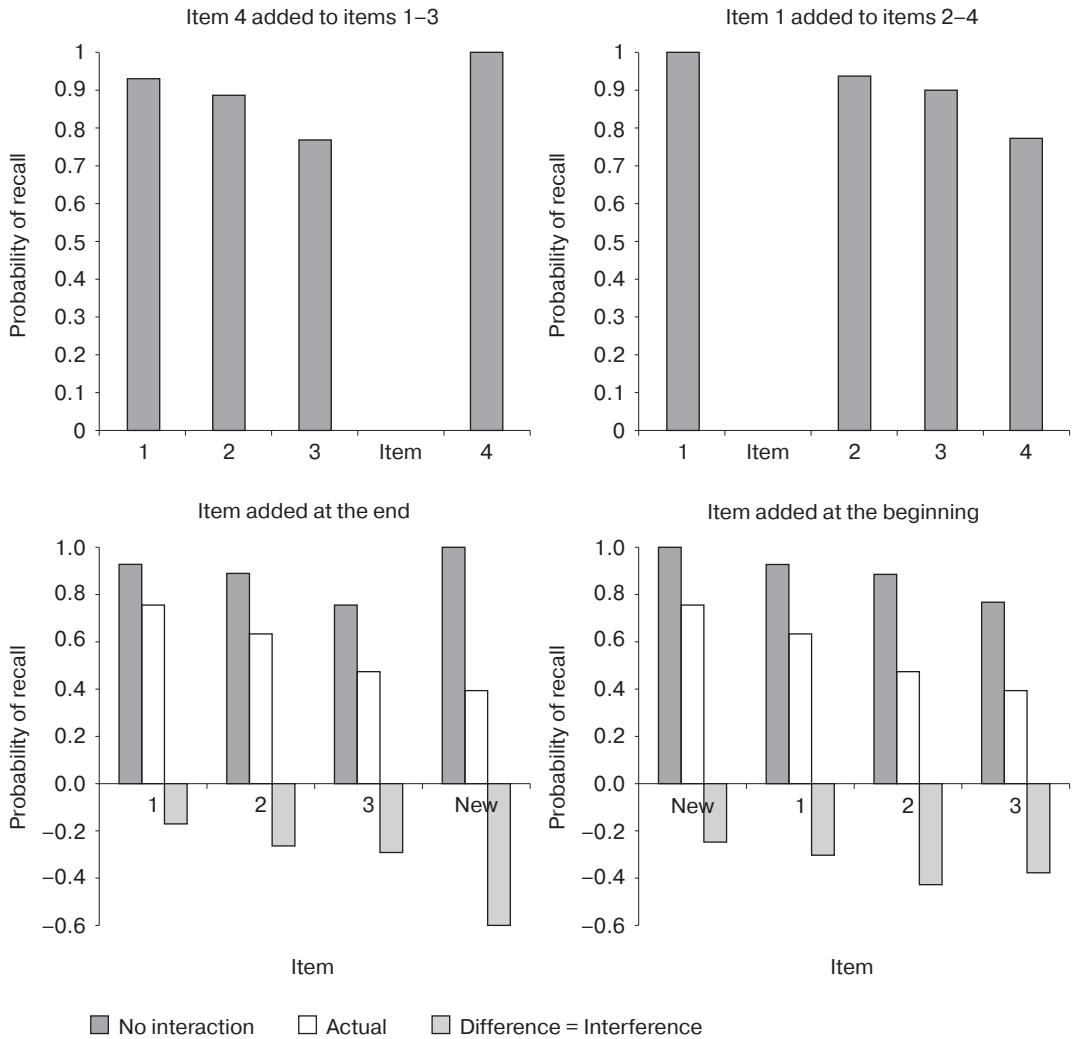 Item 4 added to items 1–3
Probability of recall
1
0.9
0.8
0.7
0.6
0.5
0.4
0.3
0.2
0.1
0
1 2 3 Item 4
Item 1 added to items 2–4
Probability of recall
1
0.9
0.8
0.7
0.6
0.5
0.4
0.3
0.2
0.1
0
1 Item 2 3 4
Item added at the end
Probability of recall
1.0
0.8
0.6
0.4
0.2
0.0
−0.2
−0.4
−0.6
1 2 3 New
Item
Item added at the beginning
Probability of recall
1.0
0.8
0.6
0.4
0.2
0.0
−0.2
−0.4
−0.6
New 1 2 3
Item
No interaction Actual Difference = Interference